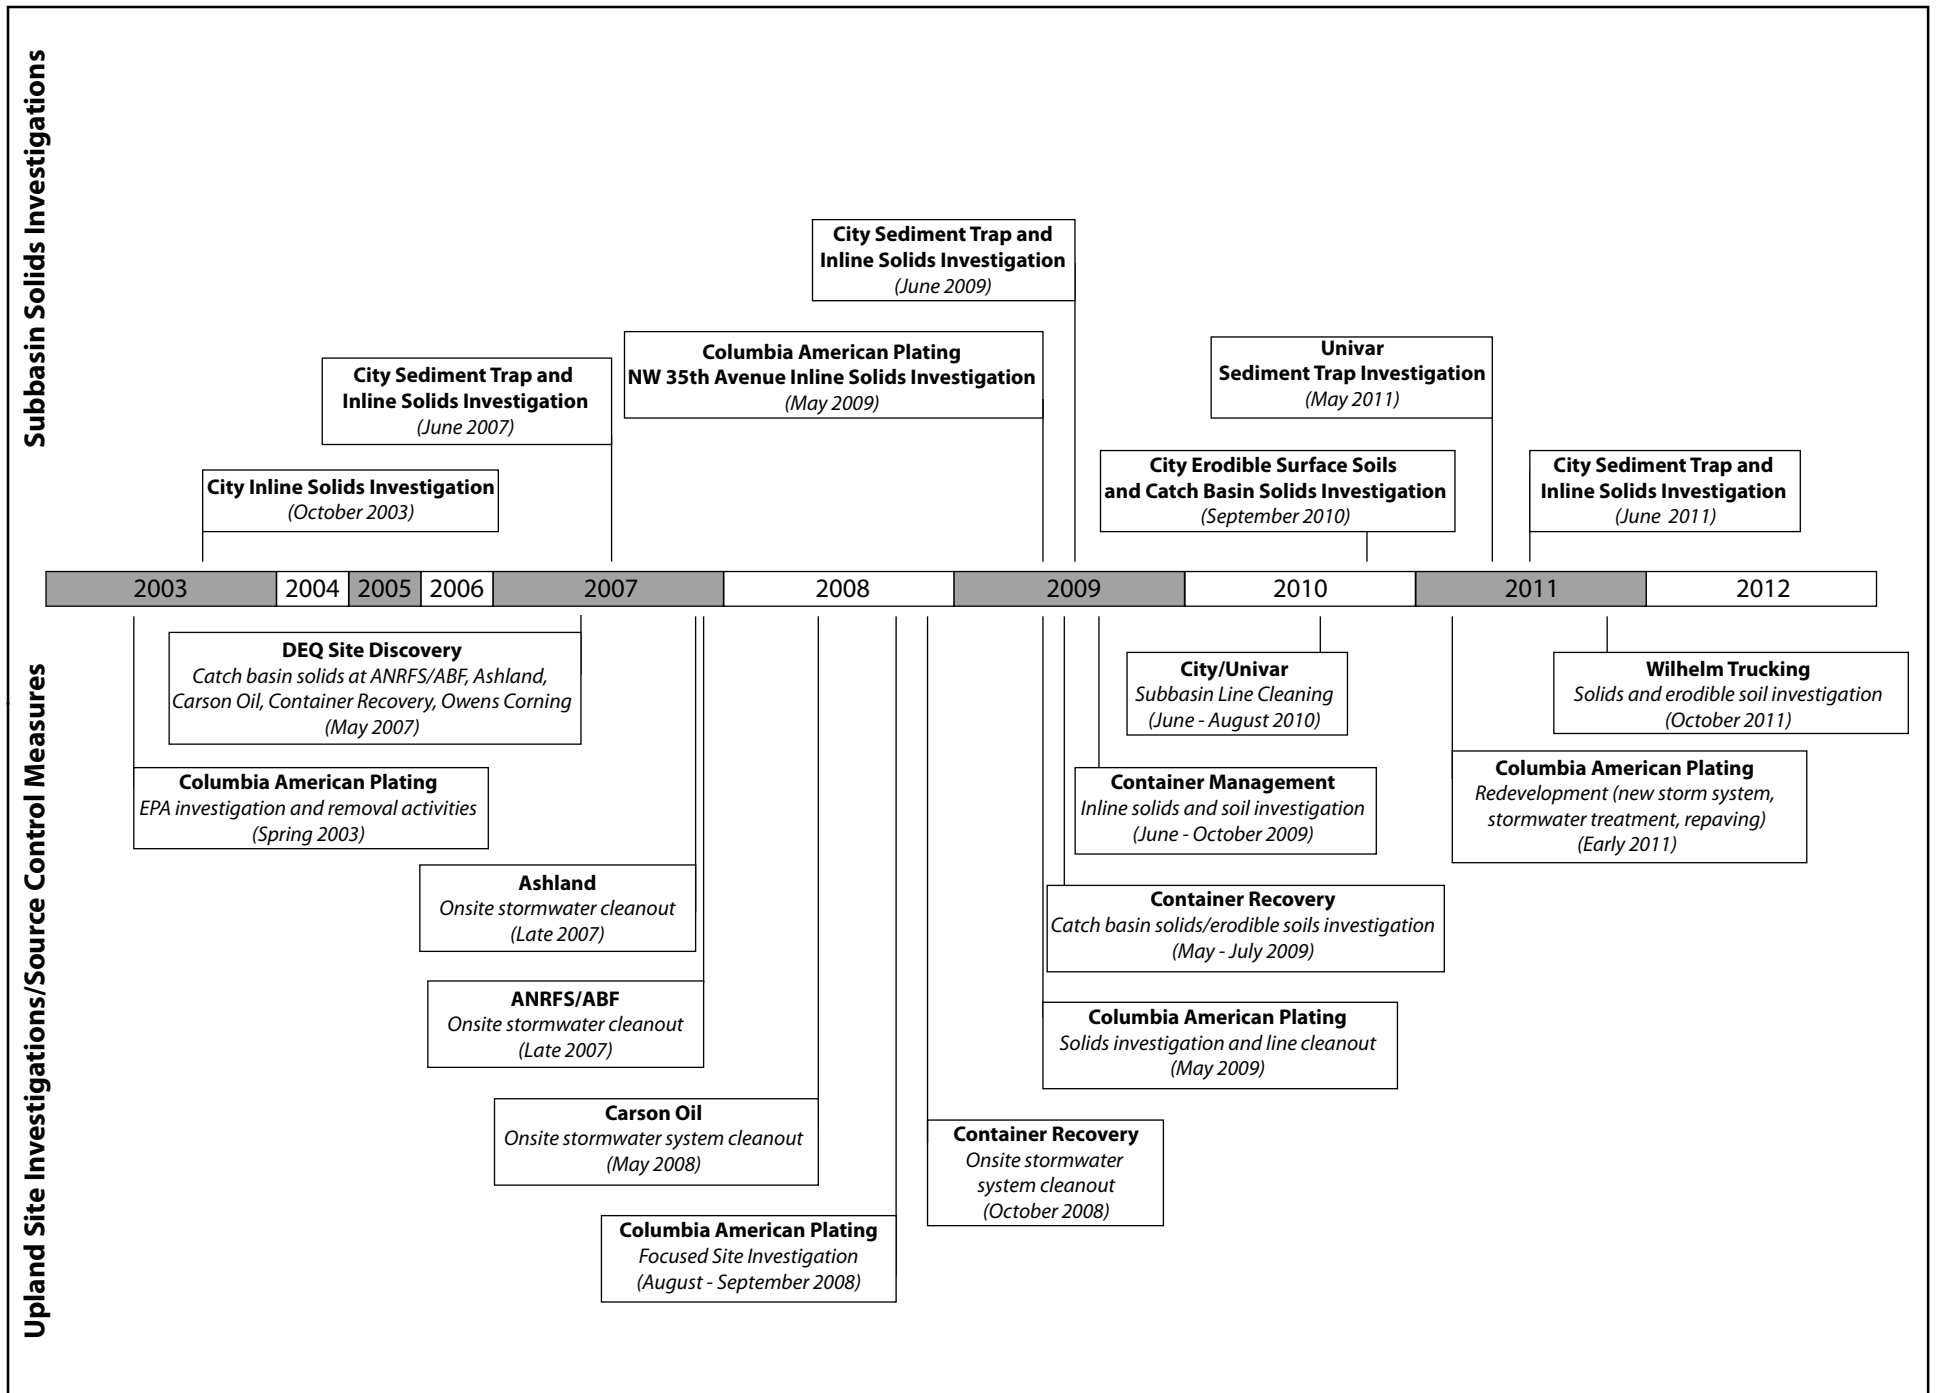 Subbasin Solids Investigations
City Sediment Trap and
Inline Solids Investigation
(June 2009)
Columbia American Plating
NW 35th Avenue Inline Solids Investigation
(May 2009)
Univar
Sediment Trap Investigation
(May 2011)
City Sediment Trap and
Inline Solids Investigation
(June 2007)
City Inline Solids Investigation
(October 2003)
City Erodible Surface Soils
and Catch Basin Solids Investigation
(September 2010)
City Sediment Trap and
Inline Solids Investigation
(June 2011)
2003 2004 2005 2006 2007 2008 2009 2010 2011 2012
Upland Site Investigations/Source Control Measures
DEQ Site Discovery
Catch basin solids at ANRFS/ABF, Ashland,
Carson Oil, Container Recovery, Owens Corning
(May 2007)
City/Univar
Subbasin Line Cleaning
(June - August 2010)
Wilhelm Trucking
Solids and erodible soil investigation
(October 2011)
Columbia American Plating
EPA investigation and removal activities
(Spring 2003)
Container Management
Inline solids and soil investigation
(June - October 2009)
Columbia American Plating
Redevelopment (new storm system,
stormwater treatment, repaving)
(Early 2011)
Ashland
Onsite stormwater cleanout
(Late 2007)
Container Recovery
Catch basin solids/erodible soils investigation
(May - July 2009)
ANRFS/ABF
Onsite stormwater cleanout
(Late 2007)
Columbia American Plating
Solids investigation and line cleanout
(May 2009)
Carson Oil
Onsite stormwater system cleanout
(May 2008)
Container Recovery
Onsite stormwater
system cleanout
(October 2008)
Columbia American Plating
Focused Site Investigation
(August - September 2008)